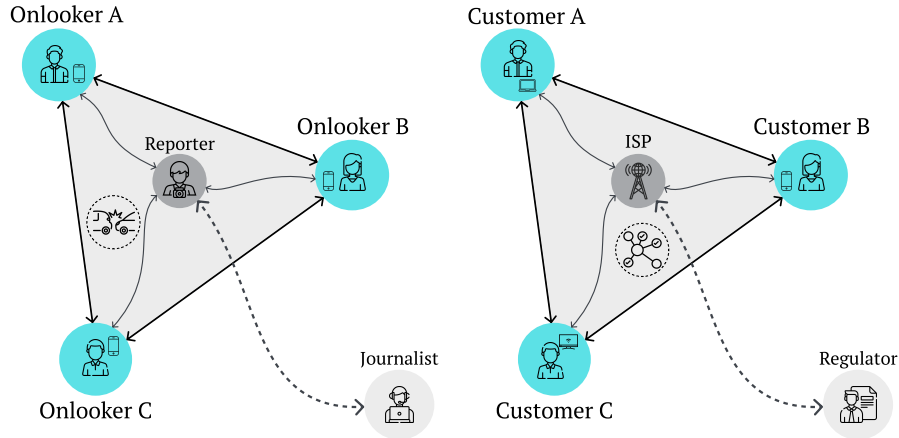 Onlooker A
Reporter
Onlooker B
Onlooker C
Journalist
Customer A
ISP
Customer B
Customer C
Regulator